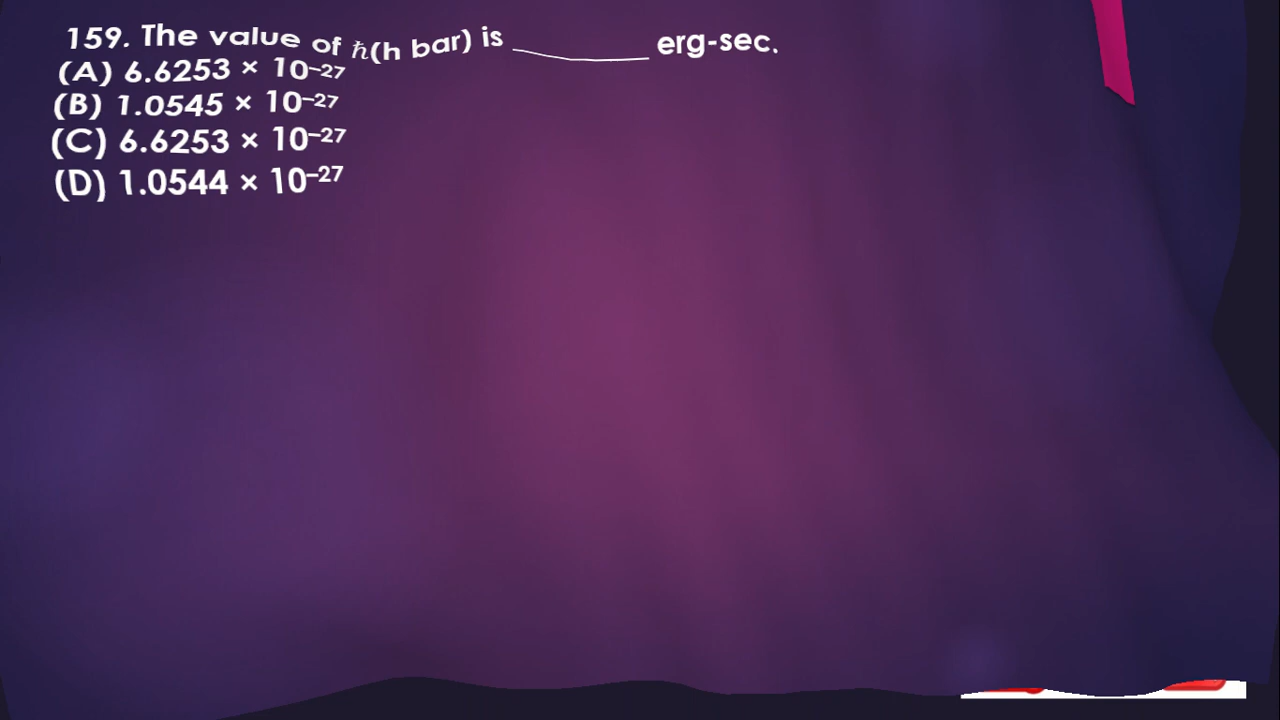 159. The value of ℏ(h bar) is _________ erg-sec.
(A) 6.6253 × 10⁻²⁷
(B) 1.0545 × 10⁻²⁷
(C) 6.6253 × 10⁻²⁷
(D) 1.0544 × 10⁻²⁷